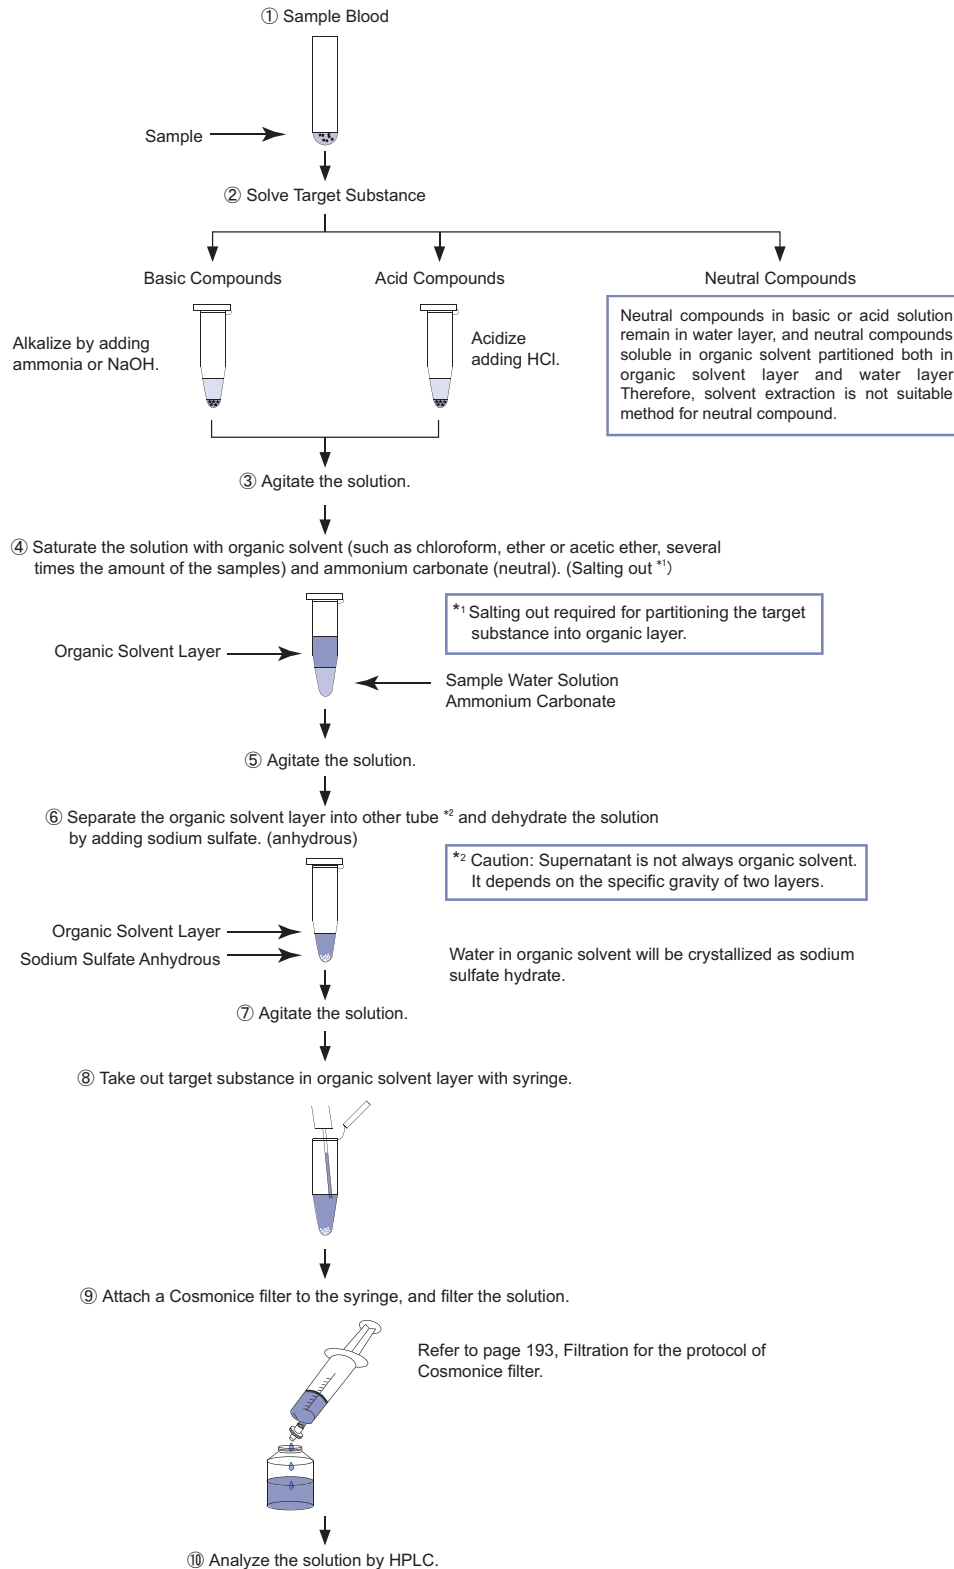 ① Sample Blood
Sample
② Solve Target Substance
Basic Compounds
Acid Compounds
Neutral Compounds
Alkalize by adding
ammonia or NaOH.
Acidize
adding HCl.
Neutral compounds in basic or acid solution
remain in water layer, and neutral compounds
soluble in organic solvent partitioned both in
organic solvent layer and water layer
Therefore, solvent extraction is not suitable
method for neutral compound.
③ Agitate the solution.
④ Saturate the solution with organic solvent (such as chloroform, ether or acetic ether, several
times the amount of the samples) and ammonium carbonate (neutral). (Salting out *1)
*1 Salting out required for partitioning the target
substance into organic layer.
Organic Solvent Layer
Sample Water Solution
Ammonium Carbonate
⑤ Agitate the solution.
⑥ Separate the organic solvent layer into other tube *2 and dehydrate the solution
by adding sodium sulfate. (anhydrous)
*2 Caution: Supernatant is not always organic solvent.
It depends on the specific gravity of two layers.
Organic Solvent Layer
Sodium Sulfate Anhydrous
Water in organic solvent will be crystallized as sodium
sulfate hydrate.
⑦ Agitate the solution.
⑧ Take out target substance in organic solvent layer with syringe.
⑨ Attach a Cosmonice filter to the syringe, and filter the solution.
Refer to page 193, Filtration for the protocol of
Cosmonice filter.
⑩ Analyze the solution by HPLC.